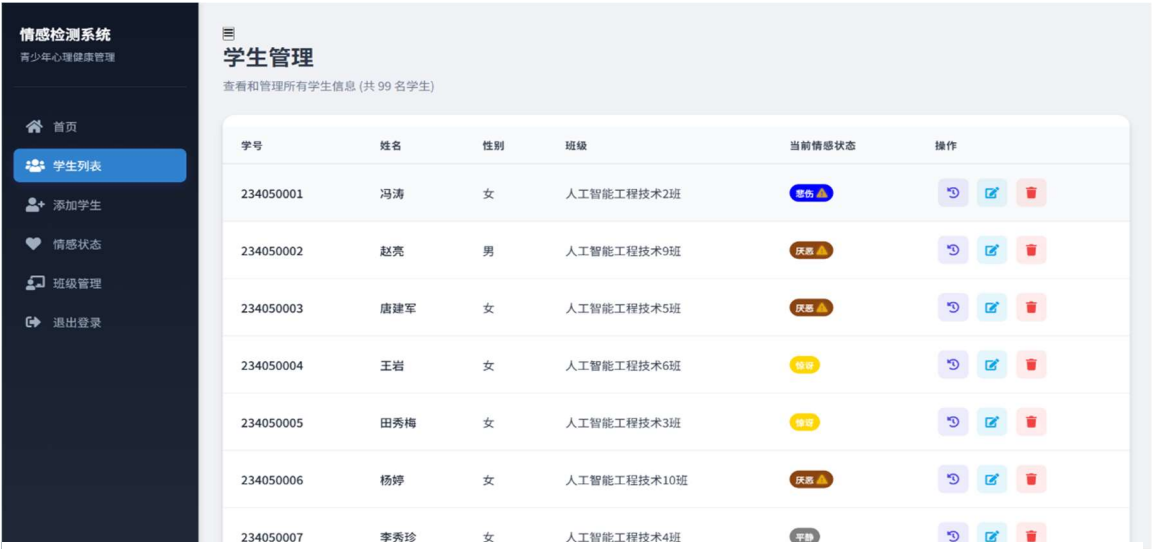 情感检测系统
青少年心理健康管理
首页
学生列表
添加学生
情感状态
班级管理
退出登录
学生管理
查看和管理所有学生信息 (共 99 名学生)
学号 姓名 性别 班级 当前情感状态 操作
234050001 冯涛 女 人工智能工程技术2班 悲伤
234050002 赵亮 男 人工智能工程技术9班 厌恶
234050003 唐建军 女 人工智能工程技术5班 厌恶
234050004 王岩 女 人工智能工程技术6班 惊讶
234050005 田秀梅 女 人工智能工程技术3班 惊讶
234050006 杨婷 女 人工智能工程技术10班 厌恶
234050007 李秀珍 女 人工智能工程技术4班 平静